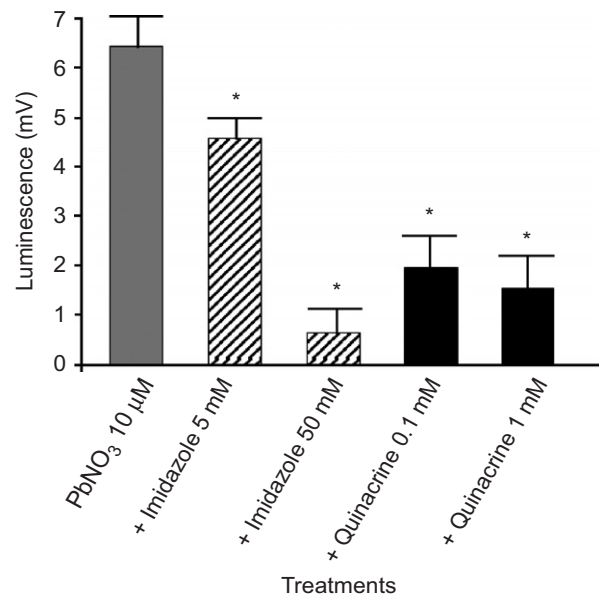 7
6
5
4
3
2
1
0
Luminescence (mV)
*
*
*
*
PbNO₃ 10 µM
+ Imidazole 5 mM
+ Imidazole 50 mM
+ Quinacrine 0.1 mM
+ Quinacrine 1 mM
Treatments